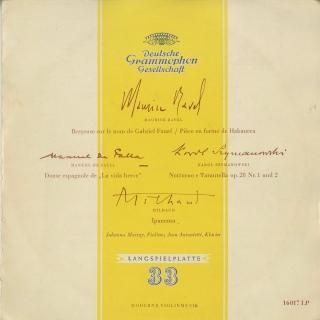 Deutsche
Grammophon
Gesellschaft
Maurice Ravel
MAURICE RAVEL
Berceuse sur le nom de Gabriel Fauré / Pièce en forme de Habanera
Manuel de Falla
MANUEL DE FALLA
Danse espagnole de „La vida breve"
Karol Szymanowski
KAROL SZYMANOWSKI
Notturno e Tarantella op. 28 Nr. 1 und 2
Milhaud
MILHAUD
Ipanema
Johanna Martzy, Violine; Jean Antonietti, Klavier
LANGSPIELPLATTE
33
MODERNE VIOLINMUSIK
16017 LP